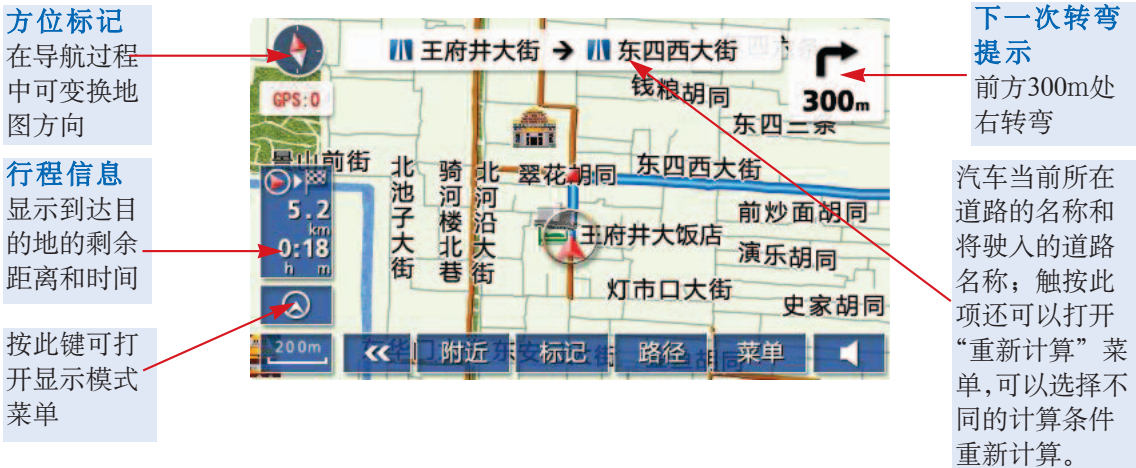 方位标记
在导航过程
中可变换地
图方向
行程信息
显示到达目
的地的剩余
距离和时间
按此键可打
开显示模式
菜单
王府井大街 → 东四西大街
300m
GPS:0
钱粮胡同
东四三条
景山前街
北池子大街
骑河楼北巷
北河沿大街
翠花胡同
东四西大街
5.2
km
0:18
h m
前炒面胡同
王府井大饭店
演乐胡同
灯市口大街
史家胡同
200m
附近
标记
路径
菜单
下一次转弯
提示
前方300m处
右转弯
汽车当前所在
道路的名称和
将驶入的道路
名称；触按此
项还可以打开
“重新计算”菜
单,可以选择不
同的计算条件
重新计算。